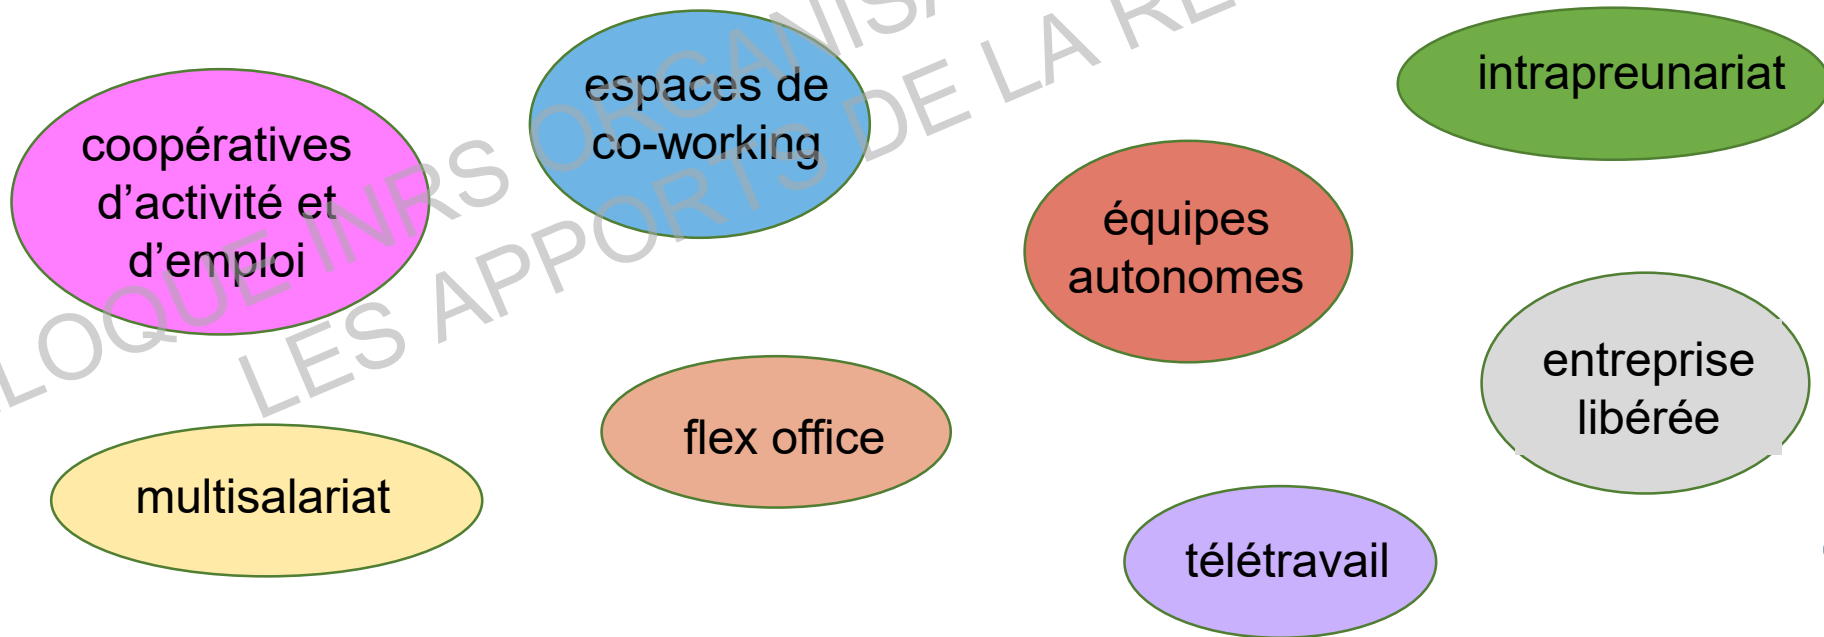 coopératives
d’activité et
d’emploi
espaces de
co-working
intrapreunariat
équipes
autonomes
entreprise
libérée
multisalariat
flex office
télétravail
INRS
LES APPORTS DE LA